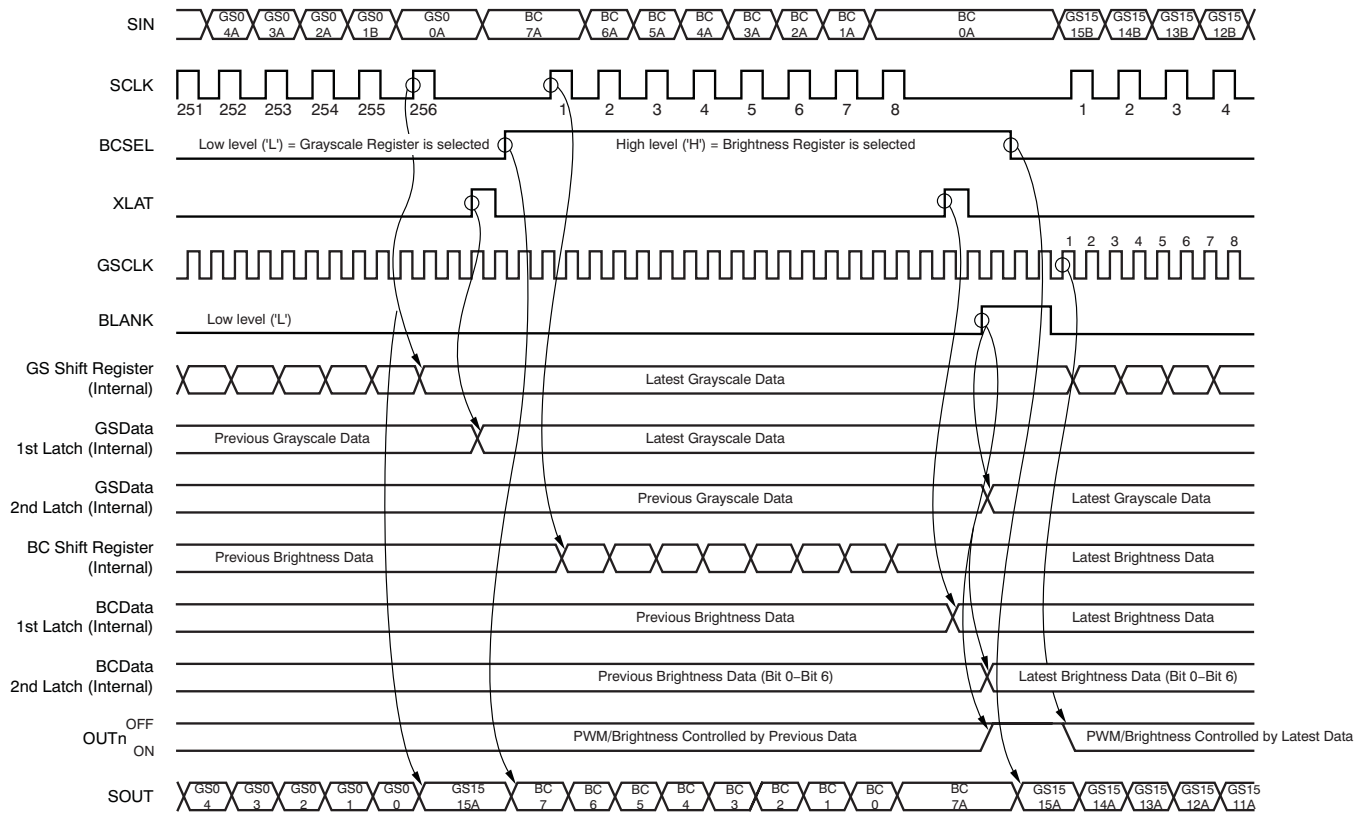 SIN
GS0 4A
GS0 3A
GS0 2A
GS0 1B
GS0 0A
BC 7A
BC 6A
BC 5A
BC 4A
BC 3A
BC 2A
BC 1A
BC 0A
GS15 15B
GS15 14B
GS15 13B
GS15 12B
SCLK
251 252 253 254 255 256 1 2 3 4 5 6 7 8 1 2 3 4
BCSEL
Low level ('L') = Grayscale Register is selected
High level ('H') = Brightness Register is selected
XLAT
GSCLK
1 2 3 4 5 6 7 8
BLANK
Low level ('L')
GS Shift Register
(Internal)
Latest Grayscale Data
GSData
1st Latch (Internal)
Previous Grayscale Data
Latest Grayscale Data
GSData
2nd Latch (Internal)
Previous Grayscale Data
Latest Grayscale Data
BC Shift Register
(Internal)
Previous Brightness Data
Latest Brightness Data
BCData
1st Latch (Internal)
Previous Brightness Data
Latest Brightness Data
BCData
2nd Latch (Internal)
Previous Brightness Data (Bit 0–Bit 6)
Latest Brightness Data (Bit 0–Bit 6)
OUTn
OFF
ON
PWM/Brightness Controlled by Previous Data
PWM/Brightness Controlled by Latest Data
SOUT
GS0 4
GS0 3
GS0 2
GS0 1
GS0 0
GS15 15A
BC 7
BC 6
BC 5
BC 4
BC 3
BC 2
BC 1
BC 0
BC 7A
GS15 15A
GS15 14A
GS15 13A
GS15 12A
GS15 11A